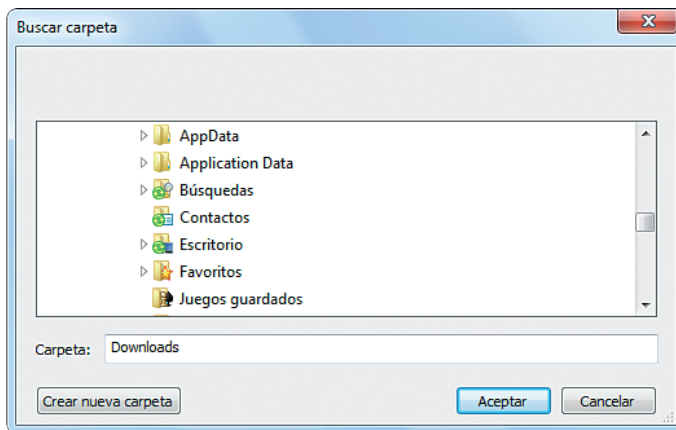 Buscar carpeta
AppData
Application Data
Búsquedas
Contactos
Escritorio
Favoritos
Juegos guardados
Carpeta: Downloads
Crear nueva carpeta Aceptar Cancelar